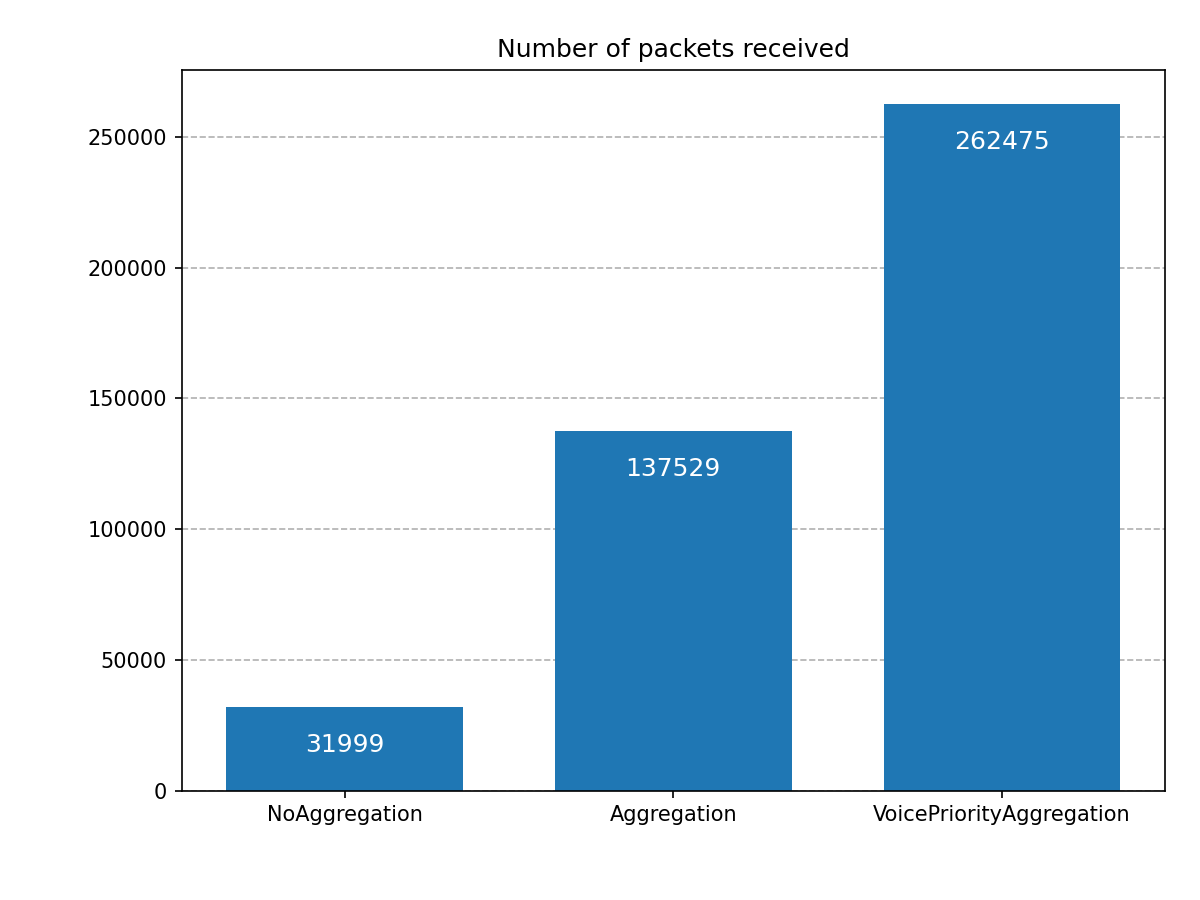 Number of packets received
250000
200000
150000
100000
50000
0
262475
137529
31999
NoAggregation
Aggregation
VoicePriorityAggregation